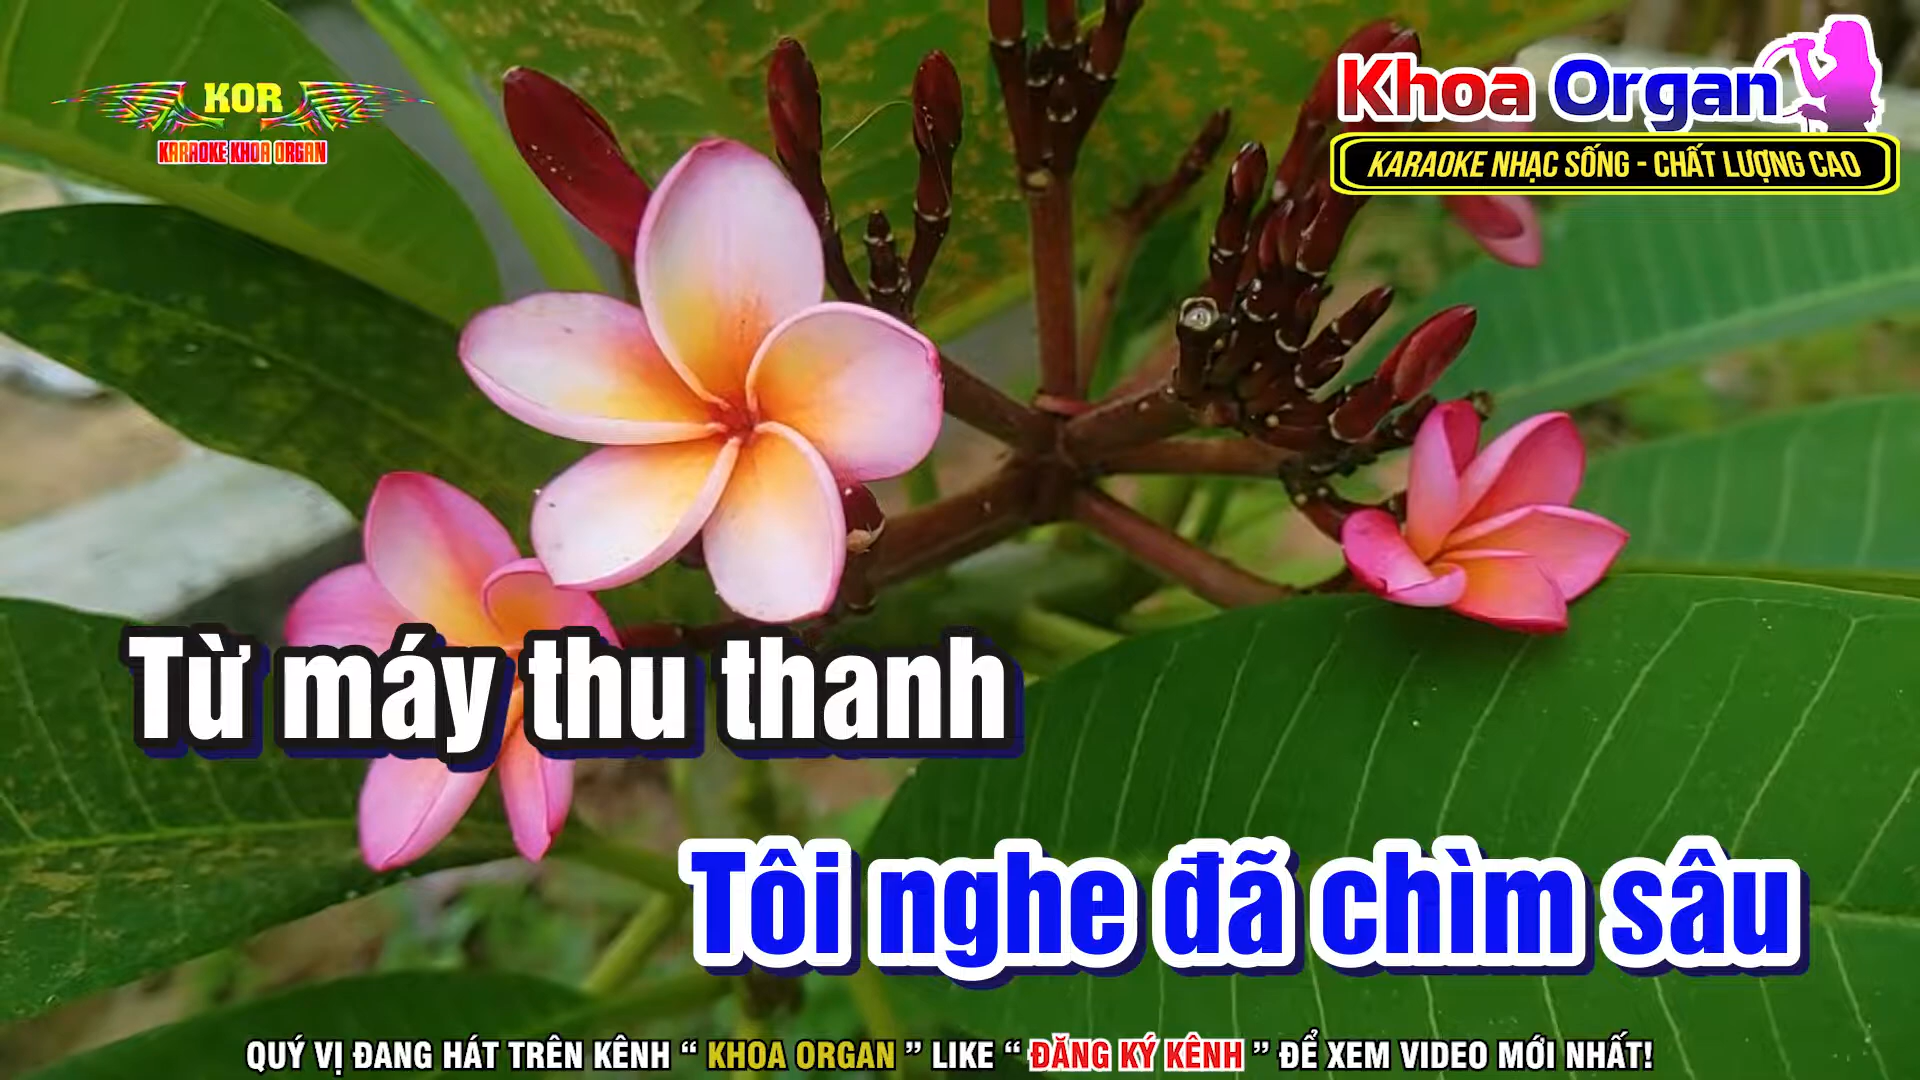 KOR
KARAOKE KHOA ORGAN
Khoa Organ
KARAOKE NHẠC SỐNG - CHẤT LƯỢNG CAO
Từ máy thu thanh
Tôi nghe đã chìm sâu
QUÝ VỊ ĐANG HÁT TRÊN KÊNH “ KHOA ORGAN ” LIKE “ ĐĂNG KÝ KÊNH ” ĐỂ XEM VIDEO MỚI NHẤT!